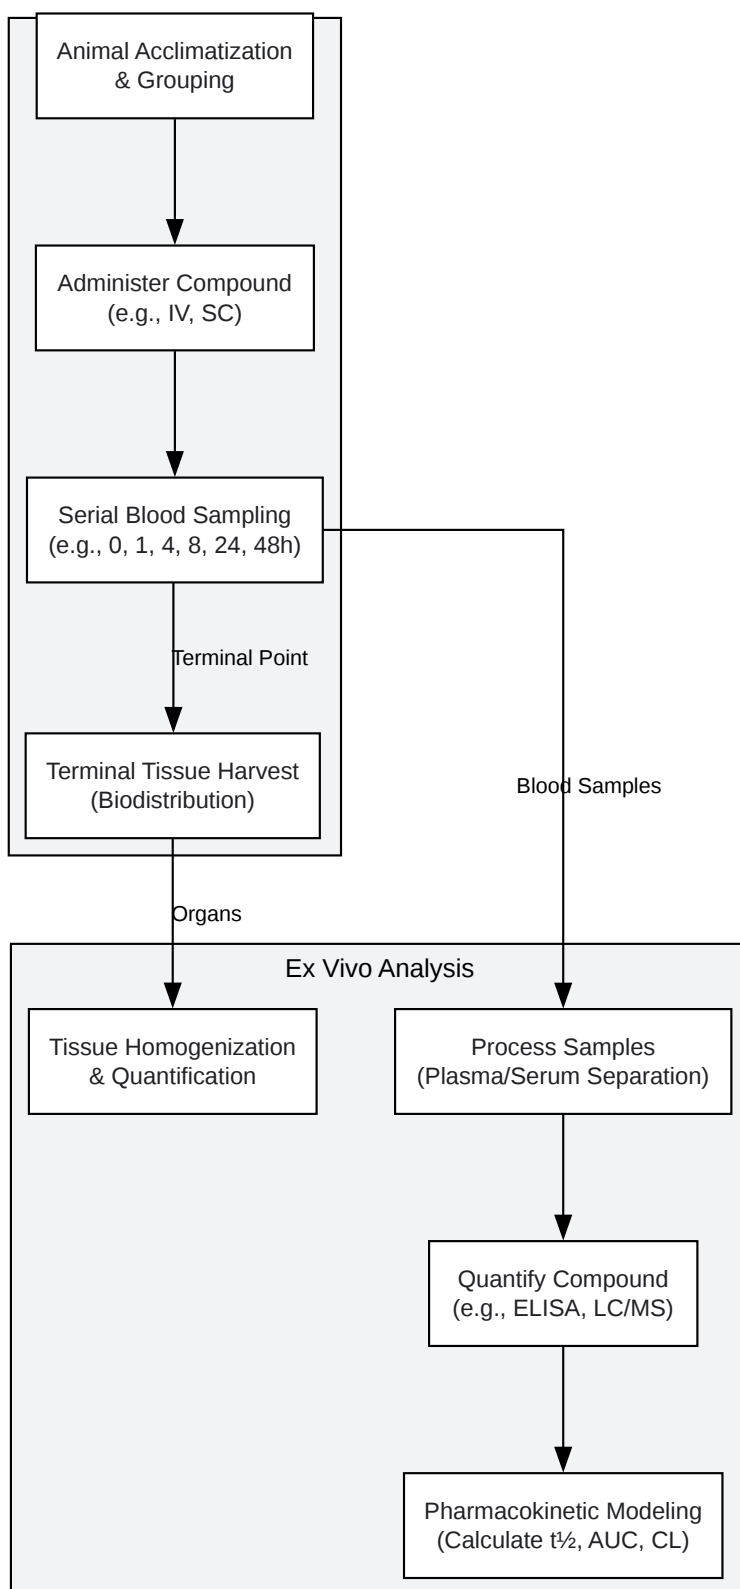 Animal Acclimatization
& Grouping
Administer Compound
(e.g., IV, SC)
Serial Blood Sampling
(e.g., 0, 1, 4, 8, 24, 48h)
Terminal Point
Terminal Tissue Harvest
(Biodistribution)
Blood Samples
Organs
Ex Vivo Analysis
Tissue Homogenization
& Quantification
Process Samples
(Plasma/Serum Separation)
Quantify Compound
(e.g., ELISA, LC/MS)
Pharmacokinetic Modeling
(Calculate t½, AUC, CL)